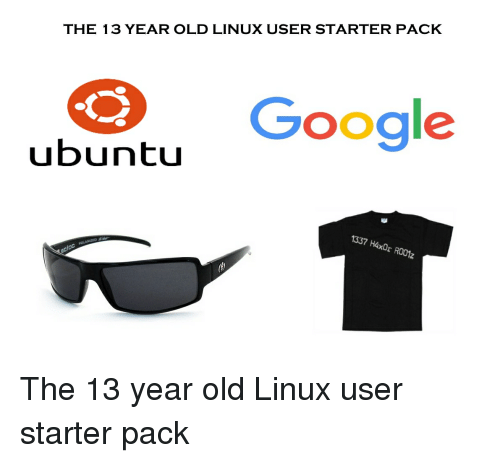 THE 13 YEAR OLD LINUX USER STARTER PACK
ubuntu
Google
1337 H4x0r R00tz
The 13 year old Linux user
starter pack